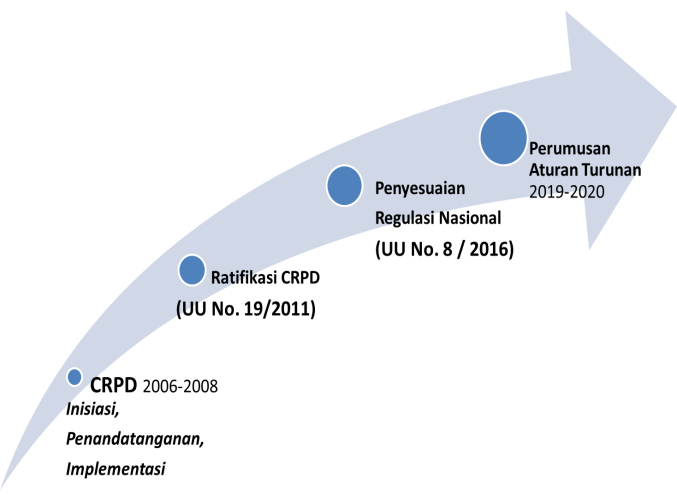 Perumusan
Aturan Turunan
2019-2020
Penyesuaian
Regulasi Nasional
(UU No. 8 / 2016)
Ratifikasi CRPD
(UU No. 19/2011)
CRPD 2006-2008
Inisiasi,
Penandatanganan,
Implementasi